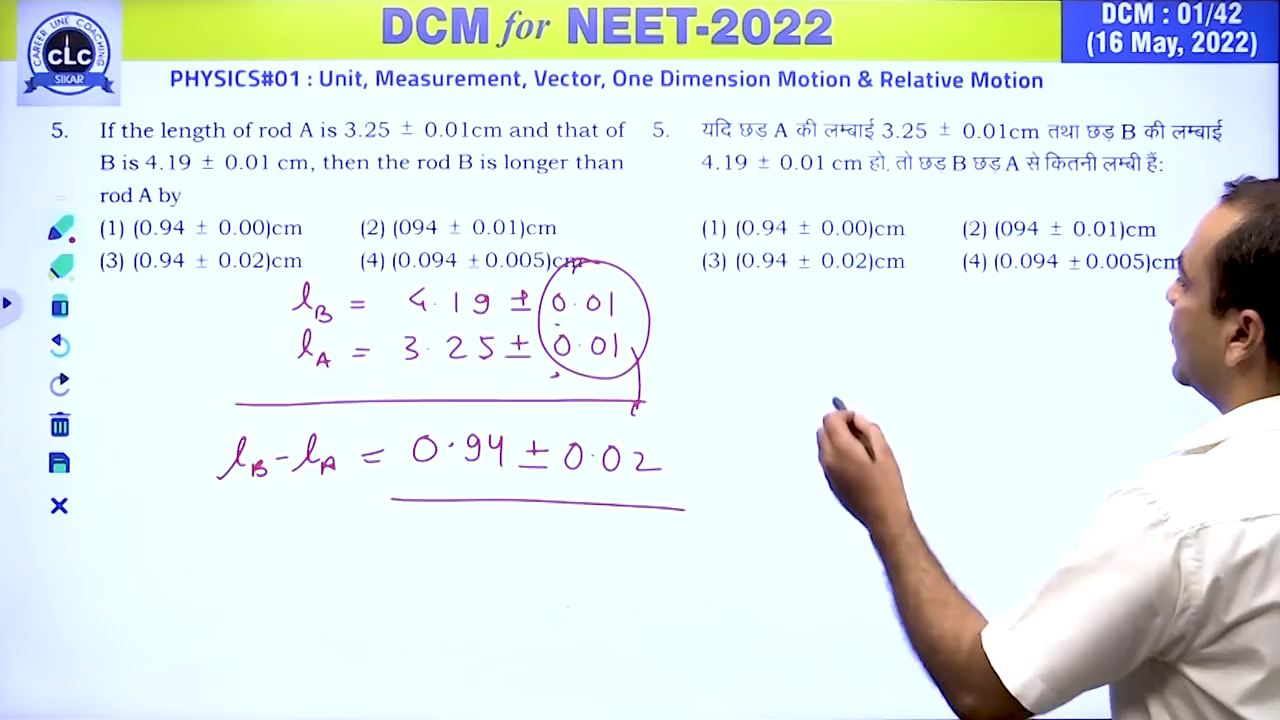 CAREER LINE COACHING
CLC
SIKAR
DCM for NEET-2022
DCM : 01/42
(16 May, 2022)
PHYSICS#01 : Unit, Measurement, Vector, One Dimension Motion & Relative Motion
5. If the length of rod A is 3.25 ± 0.01cm and that of
B is 4.19 ± 0.01 cm, then the rod B is longer than
rod A by
(1) (0.94 ± 0.00)cm (2) (094 ± 0.01)cm
(3) (0.94 ± 0.02)cm (4) (0.094 ± 0.005)cm
5. यदि छड़ A की लम्बाई 3.25 ± 0.01cm तथा छड़ B की लम्बाई
4.19 ± 0.01 cm हो, तो छड़ B छड़ A से कितनी लम्बी हैं:
(1) (0.94 ± 0.00)cm (2) (094 ± 0.01)cm
(3) (0.94 ± 0.02)cm (4) (0.094 ± 0.005)cm
l_B = 4.19 ± 0.01
l_A = 3.25 ± 0.01
l_B - l_A = 0.94 ± 0.02